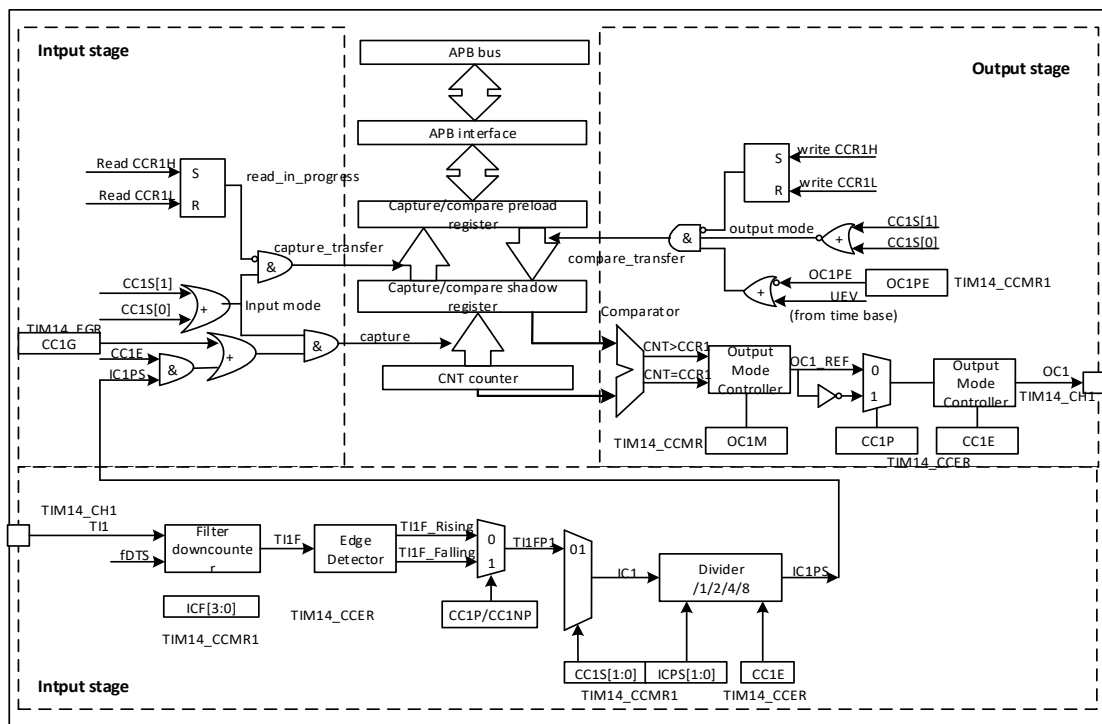 Intput stage
APB bus
Output stage
APB interface
Read CCR1H
S
read_in_progress
Read CCR1L
R
S
write CCR1H
R
write CCR1L
Capture/compare preload
register
capture_transfer
&
CC1S[1]
output mode
+
CC1S[0]
&
compare_transfer
CC1S[1]
Input mode
CC1S[0]
+
Capture/compare shadow
register
OC1PE
OC1PE
TIM14_CCMR1
+
UEV
(from time base)
TIM14_EGR
CC1G
CC1E
IC1PS
&
+
&
capture
CNT counter
Comparator
CNT>CCR1
CNT=CCR1
Output
Mode
Controller
OC1_REF
0
1
Output
Mode
Controller
OC1
TIM14_CH1
TIM14_CCMR
OC1M
CC1P
CC1E
TIM14_CCER
TIM14_CH1
TI1
fDTS
Filter
downcounte
r
TI1F
Edge
Detector
TI1F_Rising
TI1F_Falling
0
1
TI1FP1
01
IC1
Divider
/1/2/4/8
IC1PS
ICF[3:0]
TIM14_CCMR1
TIM14_CCER
CC1P/CC1NP
CC1S[1:0]
ICPS[1:0]
CC1E
TIM14_CCMR1
TIM14_CCER
Intput stage